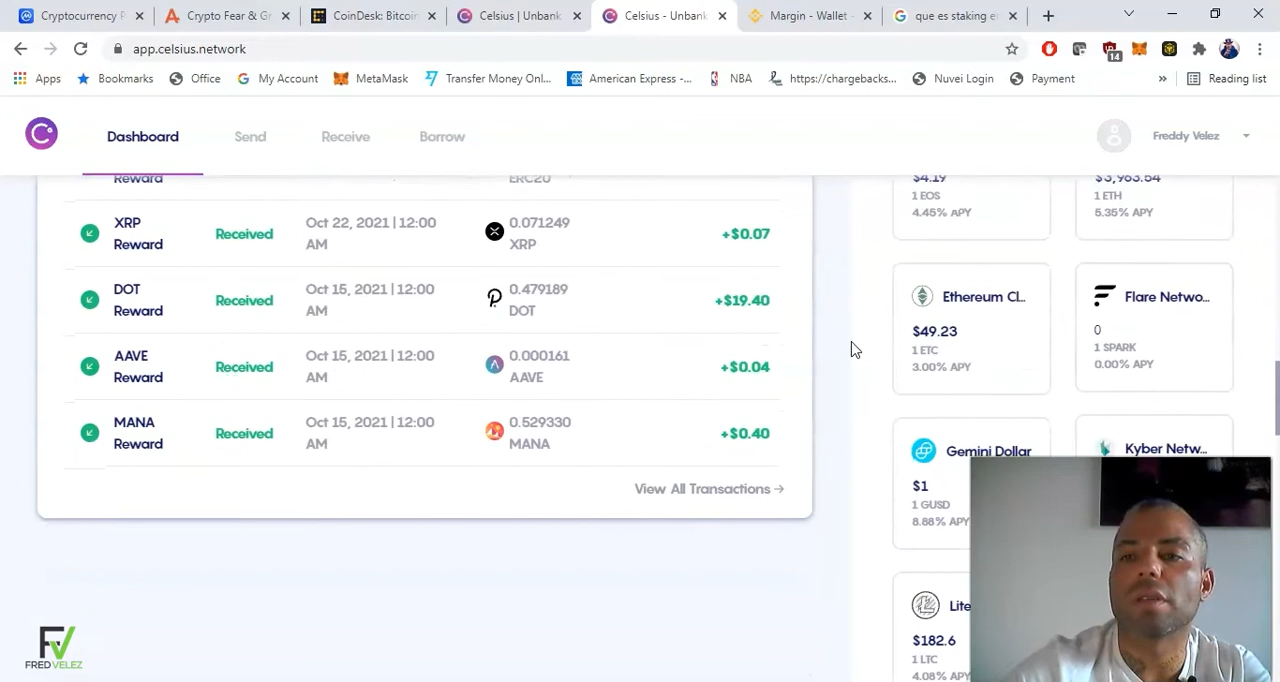 Cryptocurrency P
Crypto Fear & Gr
CoinDesk: Bitcoin
Celsius | Unbank
Celsius - Unbank
Margin - Wallet -
que es staking en
app.celsius.network
14
Apps
Bookmarks
Office
My Account
MetaMask
Transfer Money Onl...
American Express -...
NBA
https://chargebacks...
Nuvei Login
Payment
»
Reading list
Dashboard
Send
Receive
Borrow
Freddy Velez
Reward
ERC20
XRP
Reward
Received
Oct 22, 2021 | 12:00
AM
0.071249
XRP
+$0.07
DOT
Reward
Received
Oct 15, 2021 | 12:00
AM
0.479189
DOT
+$19.40
AAVE
Reward
Received
Oct 15, 2021 | 12:00
AM
0.000161
AAVE
+$0.04
MANA
Reward
Received
Oct 15, 2021 | 12:00
AM
0.529330
MANA
+$0.40
View All Transactions →
$4.19
1 EOS
4.45% APY
$3,963.54
1 ETH
5.35% APY
Ethereum Cl...
$49.23
1 ETC
3.00% APY
Flare Netwo...
0
1 SPARK
0.00% APY
Gemini Dollar
$1
1 GUSD
8.88% APY
Kyber Netw...
Lite
$182.6
1 LTC
4.08% APY
FV
FRED VELEZ